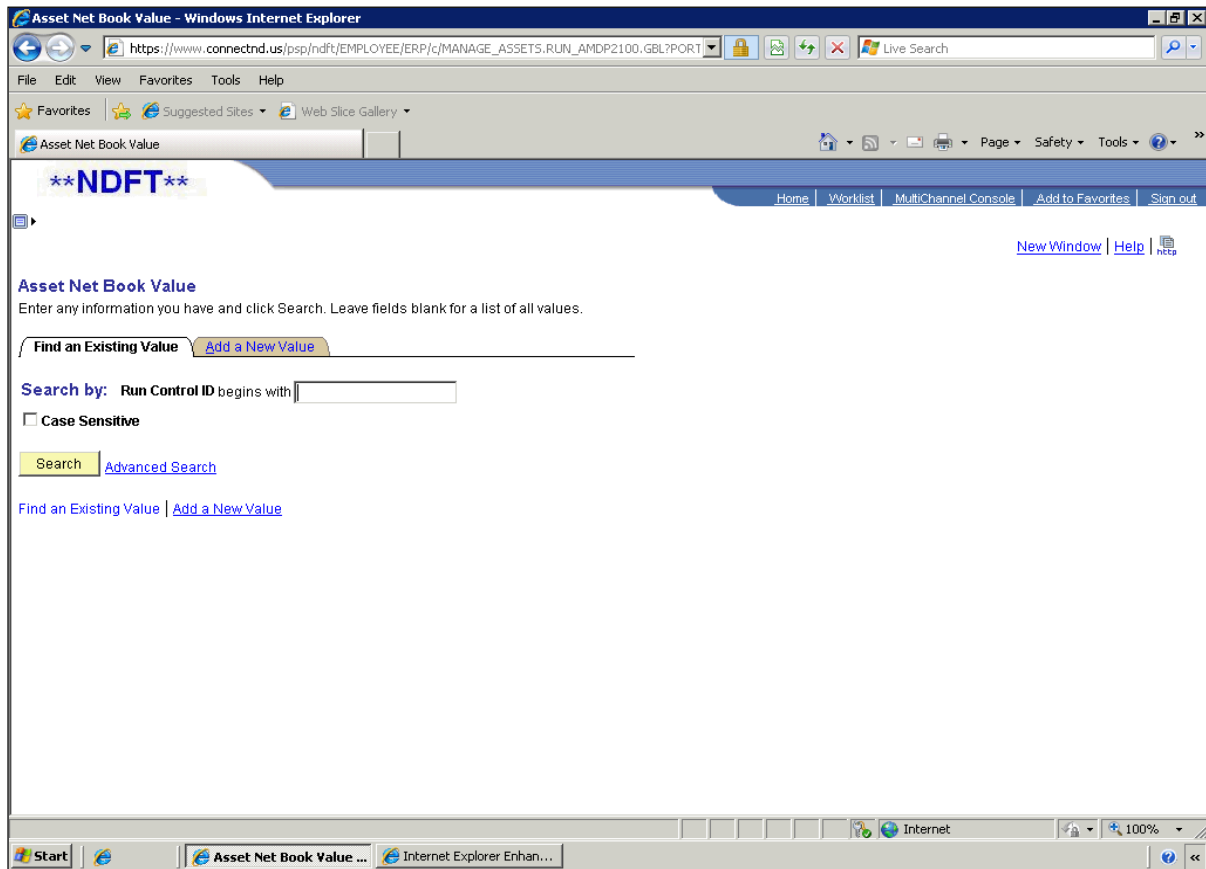 Asset Net Book Value - Windows Internet Explorer
https://www.connectnd.us/psp/ndft/EMPLOYEE/ERP/c/MANAGE_ASSETS.RUN_AMDP2100.GBL?PORT
Live Search
File Edit View Favorites Tools Help
Favorites Suggested Sites Web Slice Gallery
Asset Net Book Value
Page Safety Tools »
**NDFT**
Home Worklist MultiChannel Console Add to Favorites Sign out
New Window | Help | http
Asset Net Book Value
Enter any information you have and click Search. Leave fields blank for a list of all values.
Find an Existing Value Add a New Value
Search by: Run Control ID begins with
Case Sensitive
Search Advanced Search
Find an Existing Value | Add a New Value
Internet 100%
Start Asset Net Book Value ... Internet Explorer Enhan... «